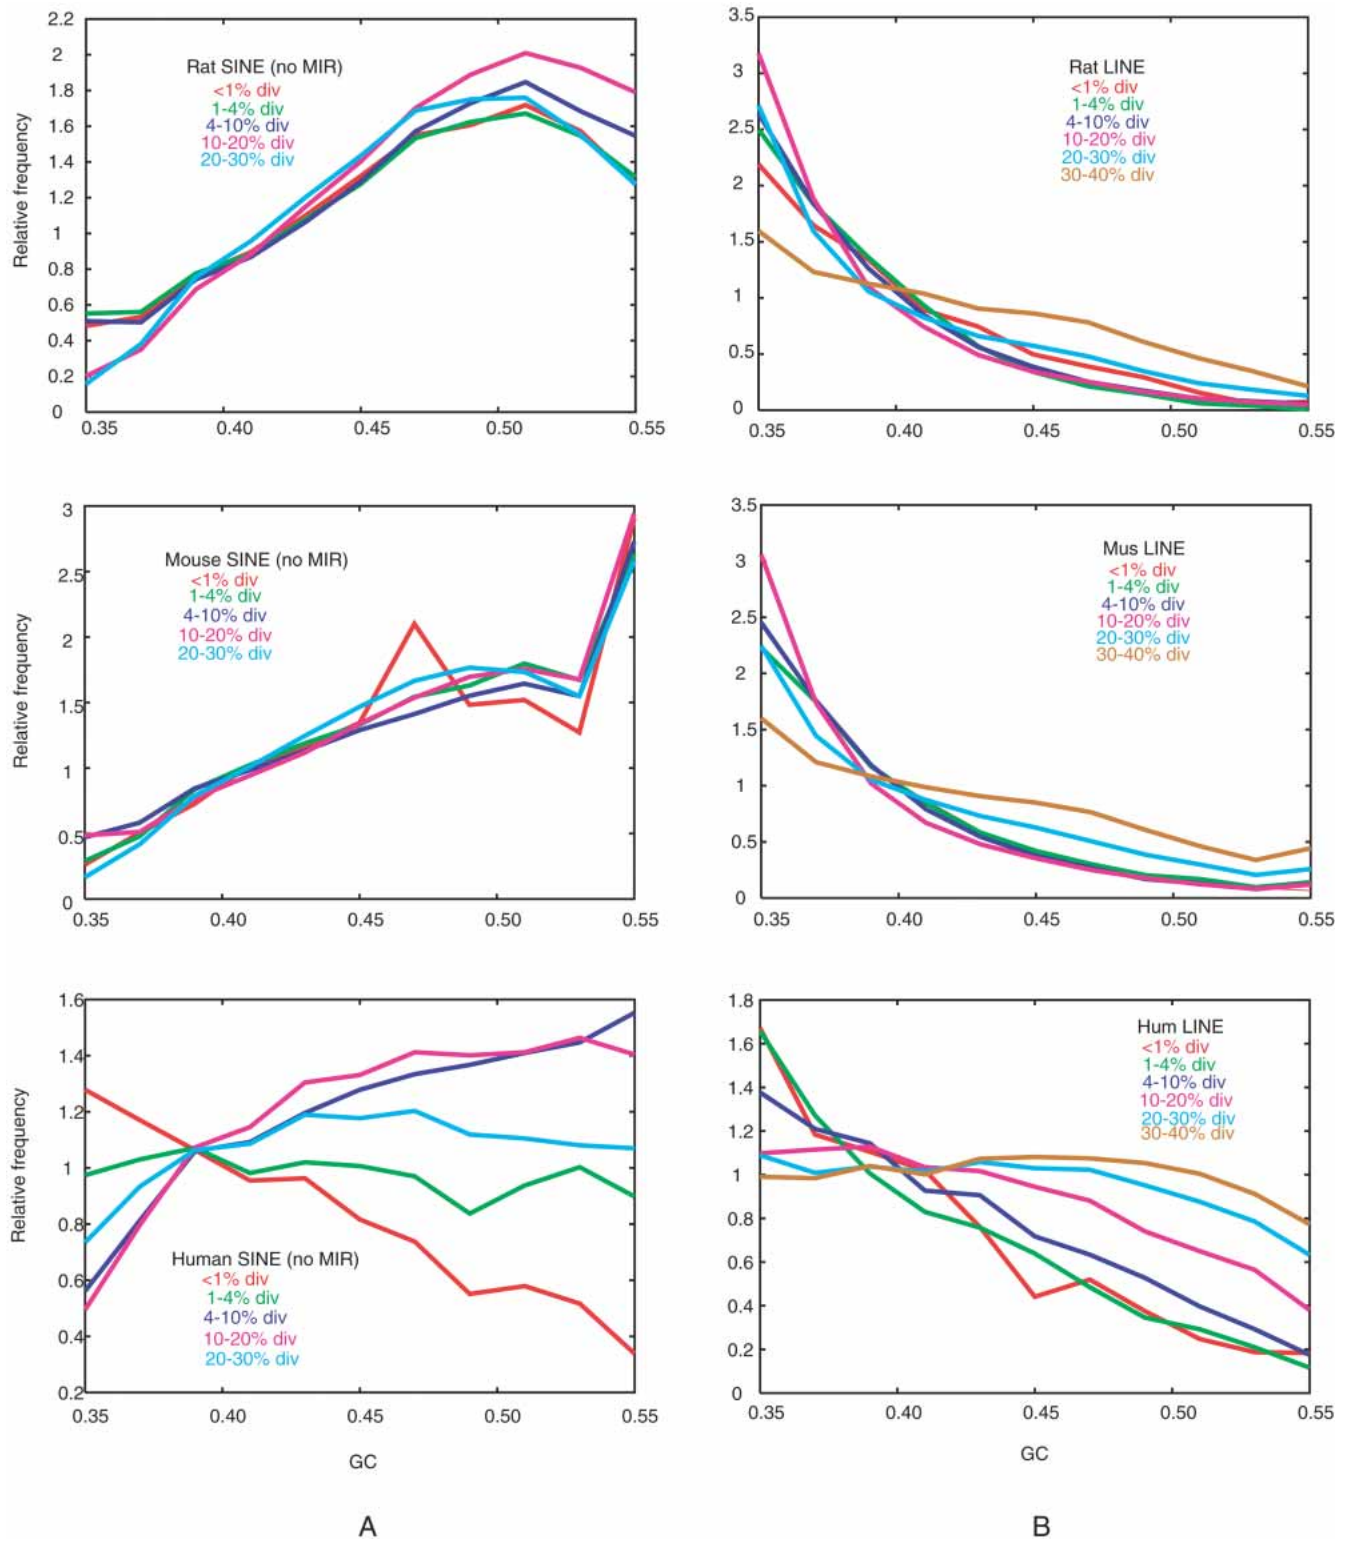 2.2
2
1.8
1.6
1.4
1.2
1
0.8
0.6
0.4
0.2
0
Relative frequency
Rat SINE (no MIR)
<1% div
1-4% div
4-10% div
10-20% div
20-30% div
0.35
0.40
0.45
0.50
0.55
3.5
3
2.5
2
1.5
1
0.5
0
Rat LINE
<1% div
1-4% div
4-10% div
10-20% div
20-30% div
30-40% div
0.35
0.40
0.45
0.50
0.55
3
2.5
2
1.5
1
0.5
0
Relative frequency
Mouse SINE (no MIR)
<1% div
1-4% div
4-10% div
10-20% div
20-30% div
0.35
0.40
0.45
0.50
0.55
3.5
3
2.5
2
1.5
1
0.5
0
Mus LINE
<1% div
1-4% div
4-10% div
10-20% div
20-30% div
30-40% div
0.35
0.40
0.45
0.50
0.55
1.6
1.4
1.2
1
0.8
0.6
0.4
0.2
Relative frequency
Human SINE (no MIR)
<1% div
1-4% div
4-10% div
10-20% div
20-30% div
0.35
0.40
0.45
0.50
0.55
GC
A
1.8
1.6
1.4
1.2
1
0.8
0.6
0.4
0.2
0
Hum LINE
<1% div
1-4% div
4-10% div
10-20% div
20-30% div
30-40% div
0.35
0.40
0.45
0.50
0.55
GC
B